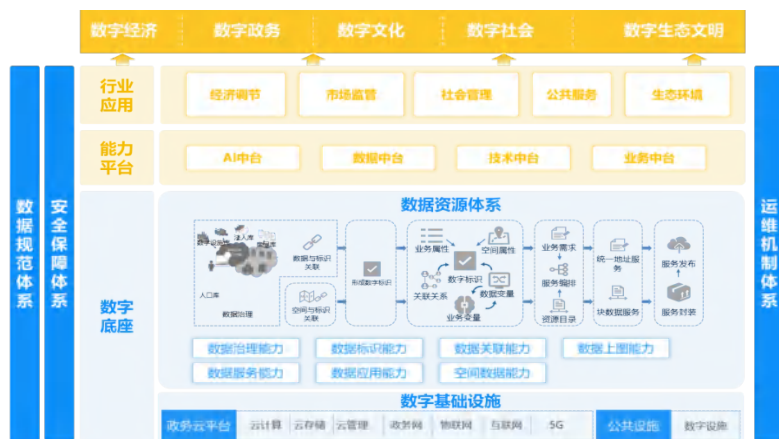 数字经济 数字政务 数字文化 数字社会 数字生态文明
行业应用
经济调节 市场监管 社会管理 公共服务 生态环境
能力平台
AI中台 数据中台 技术中台 业务中台
数据规范体系
安全保障体系
运维机制体系
数字底座
数据资源体系
法人库
人口库
数据治理
数据与标识
关联
空间与标识
关联
形成数字标识
业务属性 空间属性
数字标识
关联关系 数据变量
业务变量
业务需求
服务编排
资源目录
统一地址服
务
块数据服务
服务发布
服务封装
数据治理能力 数据标识能力 数据关联能力 数据上图能力
数据服务能力 数据应用能力 空间数据能力
数字基础设施
政务云平台 云计算 云存储 云管理 政务网 物联网 互联网 5G 公共设施 数字设施